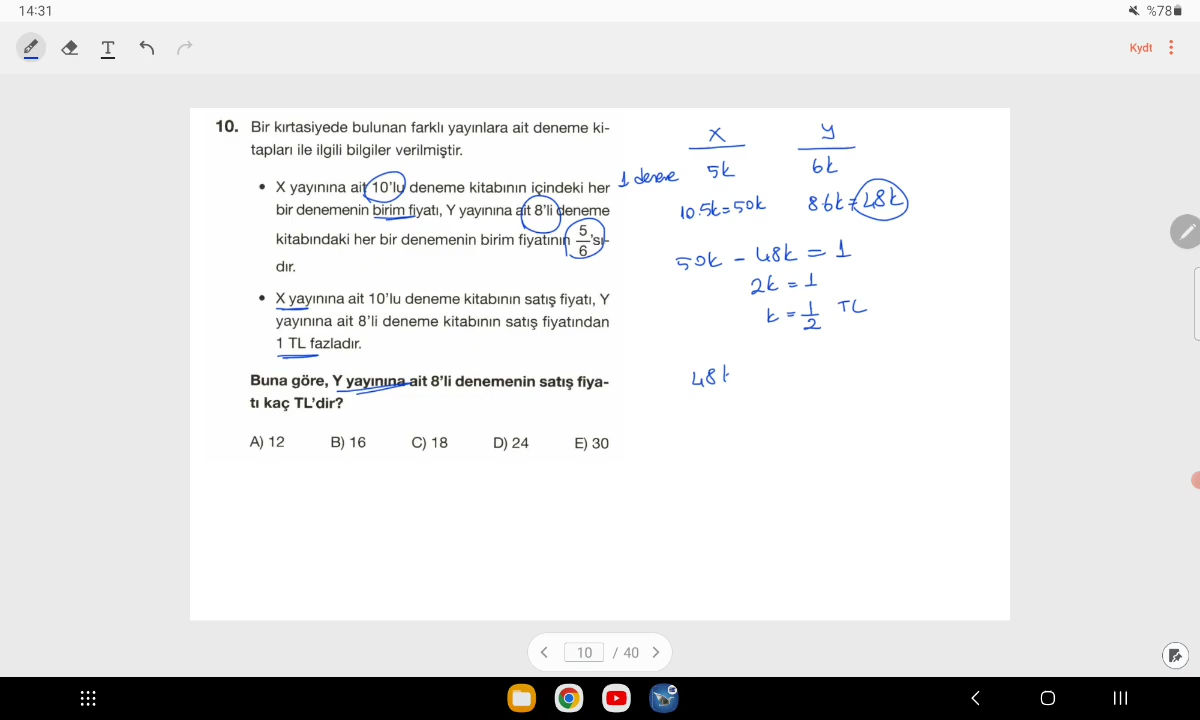 14:31
%78
T
Kydt
10. Bir kırtasiyede bulunan farklı yayınlara ait deneme ki-
tapları ile ilgili bilgiler verilmiştir.
• X yayınına ait 10'lu deneme kitabının içindeki her
bir denemenin birim fiyatı, Y yayınına ait 8'li deneme
kitabındaki her bir denemenin birim fiyatının 5/6'sı-
dır.
• X yayınına ait 10'lu deneme kitabının satış fiyatı, Y
yayınına ait 8'li deneme kitabının satış fiyatından
1 TL fazladır.
Buna göre, Y yayınına ait 8'li denemenin satış fiya-
tı kaç TL'dir?
A) 12 B) 16 C) 18 D) 24 E) 30
x y
1 deneme 5k 6k
10.5k=50k 8.6k=48k
50k - 48k = 1
2k = 1
k = 1/2 TL
48k
10 / 40